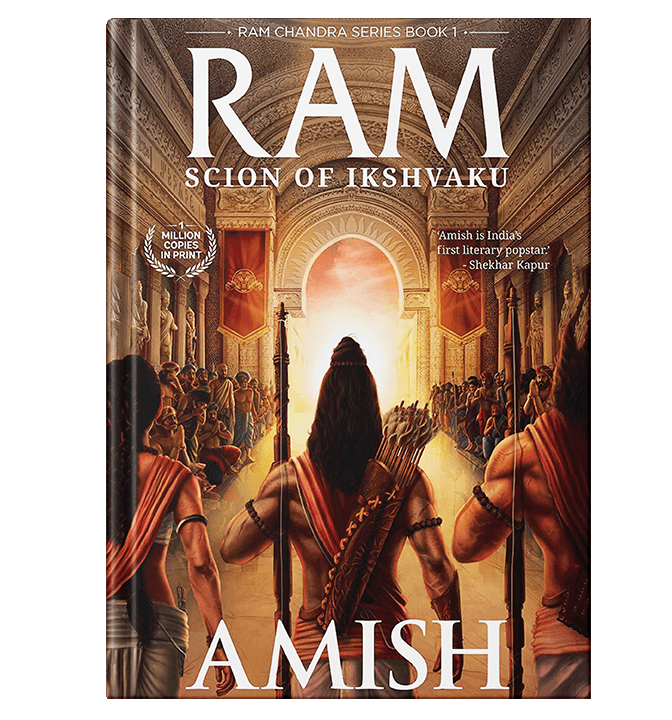 RAM CHANDRA SERIES BOOK 1
RAM
SCION OF IKSHVAKU
1
MILLION
COPIES
IN PRINT
'Amish is India's
first literary popstar.'
- Shekhar Kapur
AMISH